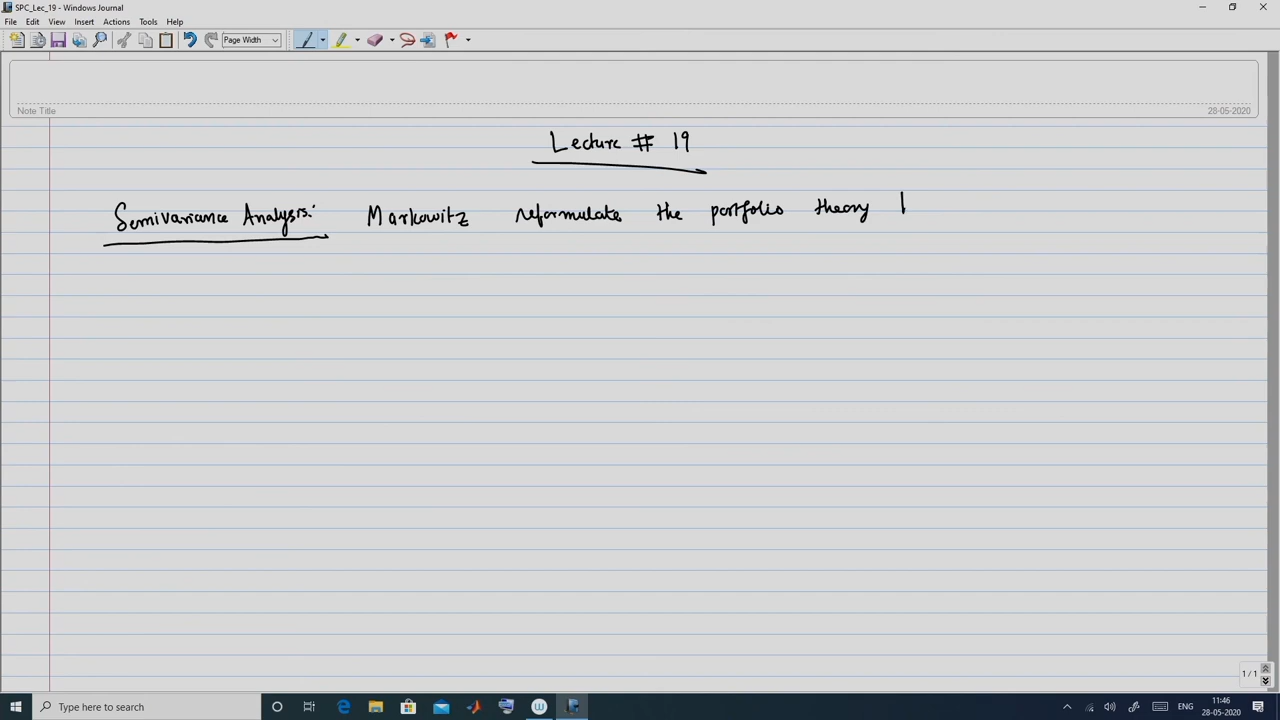 SPC_Lec_19 - Windows Journal
File Edit View Insert Actions Tools Help
Page Width
Note Title
28-05-2020
Lecture # 19
Semivariance Analysis: Markowitz reformulate the portfolio theory
1 / 1
Type here to search
ENG
11:46
28-05-2020